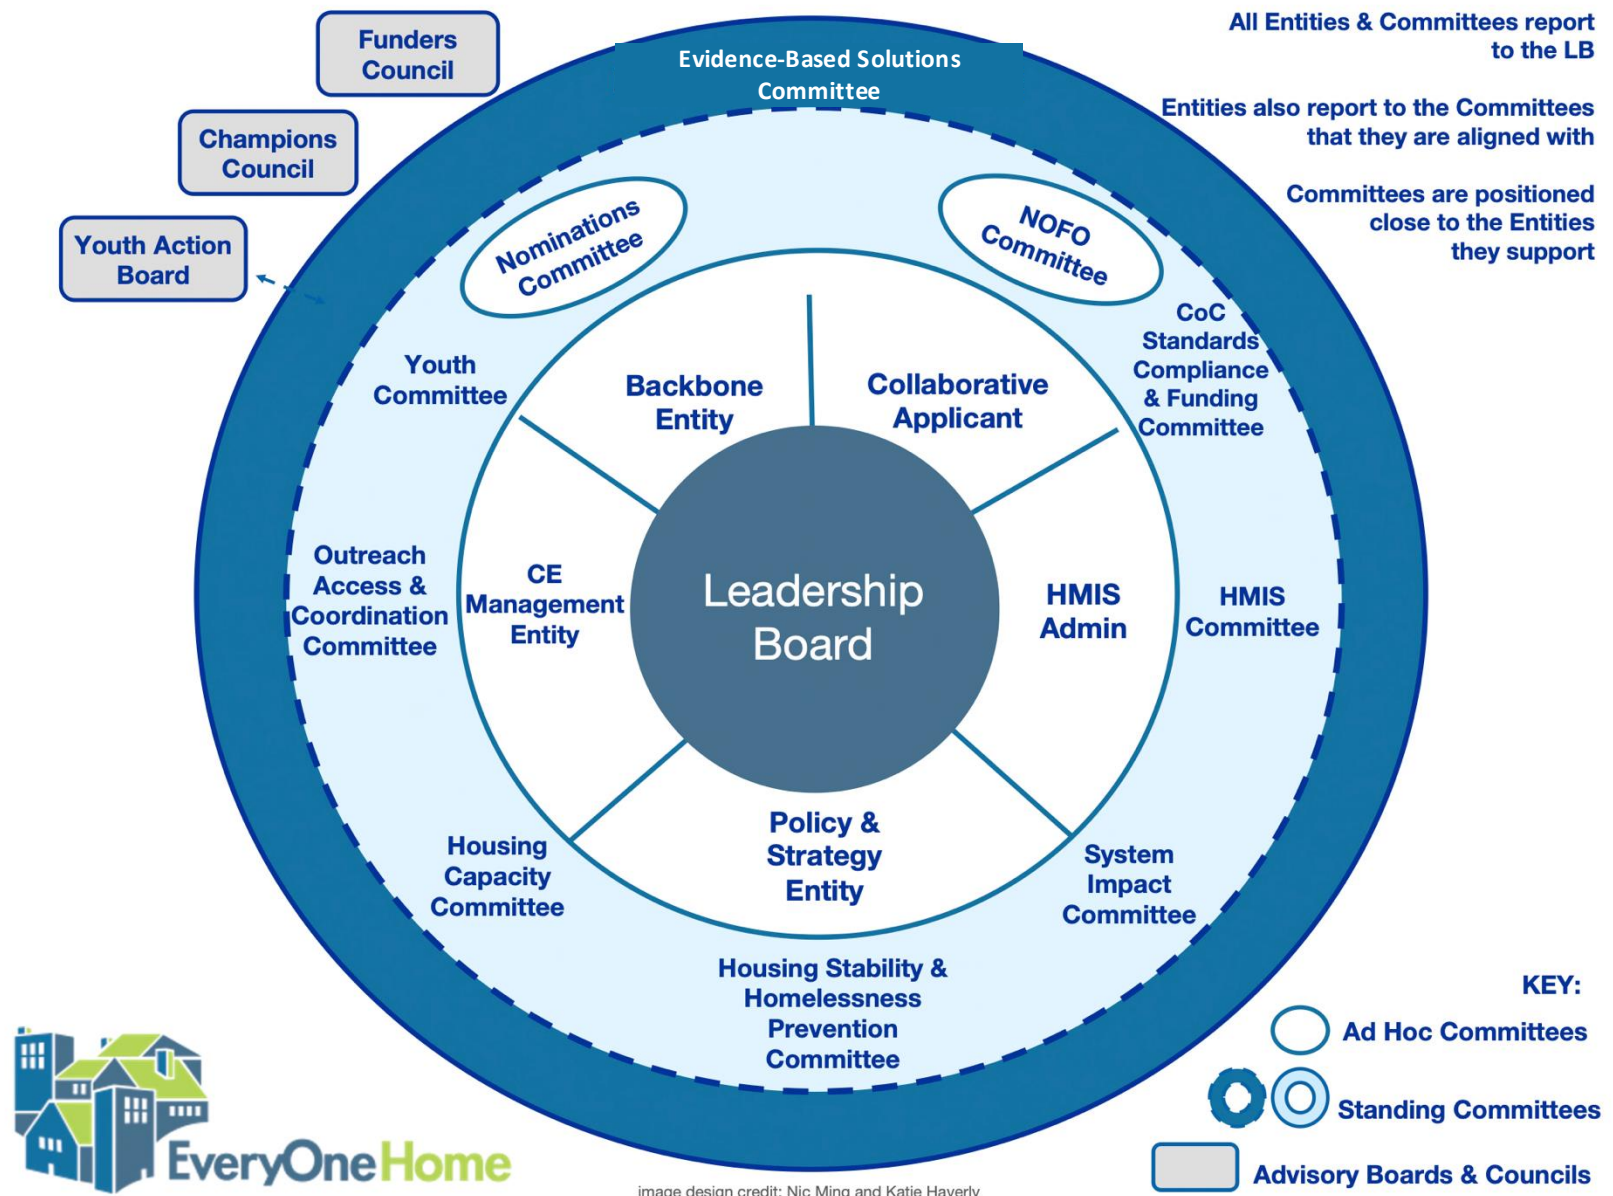 Funders
Council
Champions
Council
Youth Action
Board
All Entities & Committees report
to the LB
Entities also report to the Committees
that they are aligned with
Committees are positioned
close to the Entities
they support
Evidence-Based Solutions
Committee
Nominations
Committee
NOFO
Committee
Youth
Committee
CoC
Standards
Compliance
& Funding
Committee
Backbone
Entity
Collaborative
Applicant
Outreach
Access &
Coordination
Committee
CE
Management
Entity
Leadership
Board
HMIS
Admin
HMIS
Committee
Policy &
Strategy
Entity
Housing
Capacity
Committee
System
Impact
Committee
Housing Stability &
Homelessness
Prevention
Committee
KEY:
Ad Hoc Committees
Standing Committees
Advisory Boards & Councils
EveryOneHome
image design credit: Nic Ming and Katie Haverly